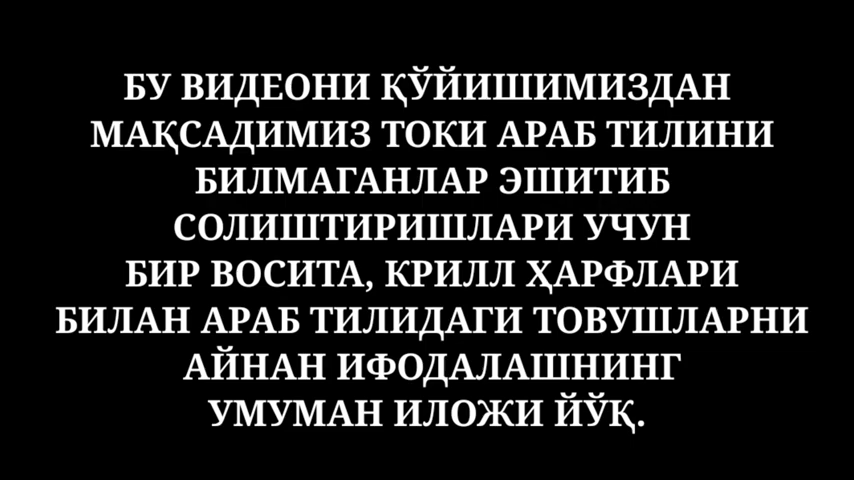 БУ ВИДЕОНИ ҚЎЙИШИМИЗДАН
МАҚСАДИМИЗ ТОКИ АРАБ ТИЛИНИ
БИЛМАГАНЛАР ЭШИТИБ
СОЛИШТИРИШЛАРИ УЧУН
БИР ВОСИТА, КРИЛЛ ҲАРФЛАРИ
БИЛАН АРАБ ТИЛИДАГИ ТОВУШЛАРНИ
АЙНАН ИФОДАЛАШНИНГ
УМУМАН ИЛОЖИ ЙЎҚ.